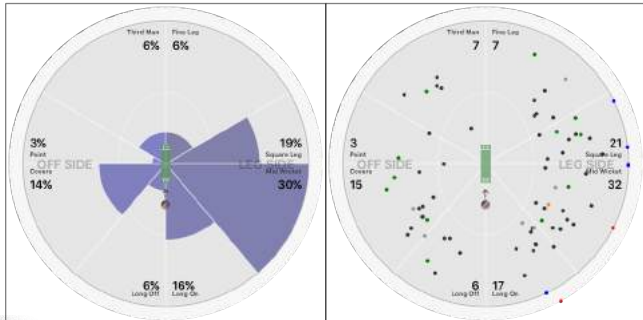 Third Man
Fine Leg
6%
6%
3%
Point
OFF SIDE
Covers
14%
19%
Square Leg
LEG SIDE
Mid Wicket
30%
6%
Long Off
16%
Long On
Third Man
Fine Leg
7
7
3
Point
OFF SIDE
Covers
15
21
Square Leg
LEG SIDE
Mid Wicket
32
6
Long Off
17
Long On